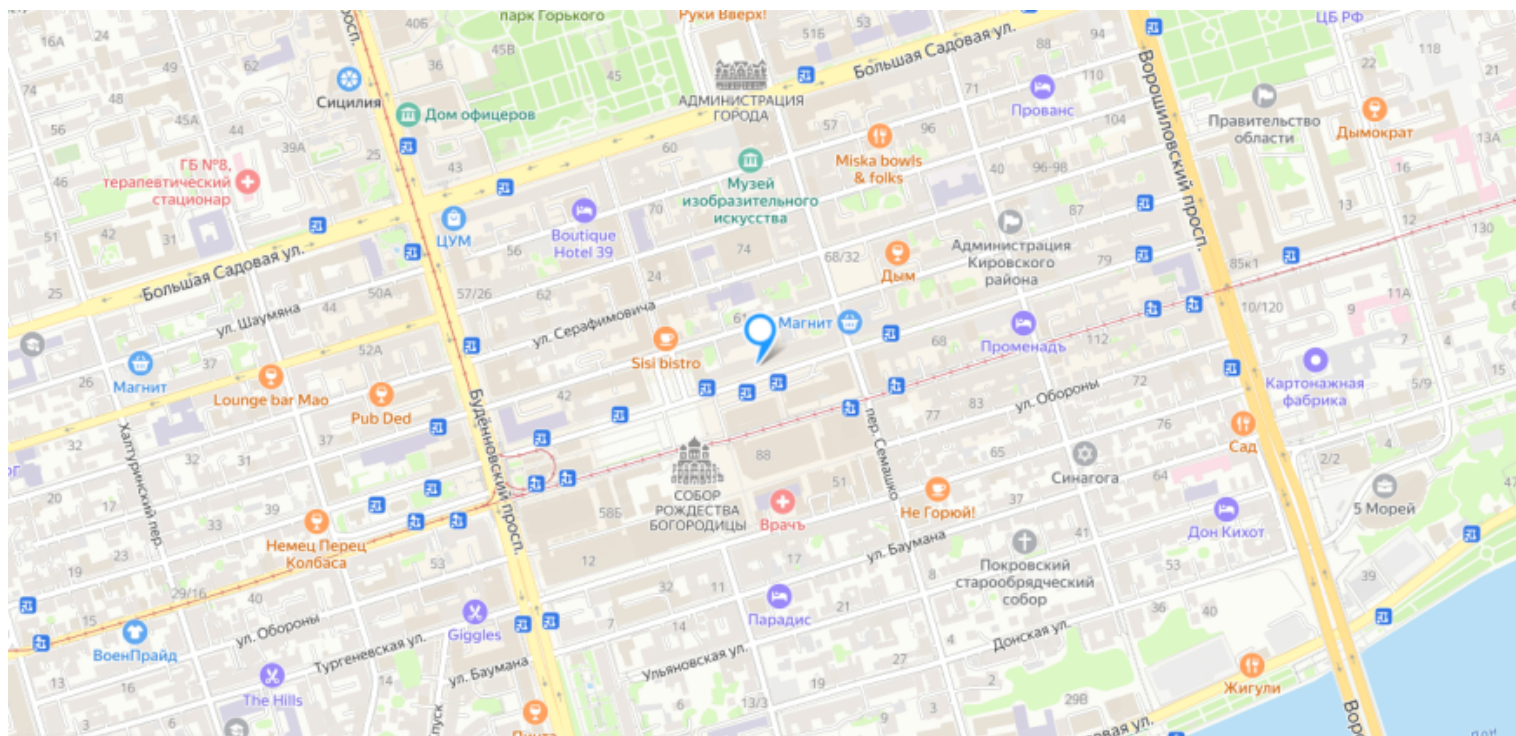 парк Горького
Руки Вверх!
ЦБ РФ
просп.
40Б
16А
49
62
36
45В
45
51Б
88
94
118
Большая Садовая ул.
Ворошиловский просп.
74
48
Сицилия
Дом офицеров
АДМИНИСТРАЦИЯ
ГОРОДА
71
110
Прованс
104
Правительство
области
Дымократ
56
45А
44
39А
25
43
60
57
96
Miska bowls
& folks
13А
ГБ №8,
терапевтический
стационар
46
Музей
изобразительного
искусства
40
96-98
16
13
12
130
51
42
31
ЦУМ
56
Boutique
Hotel 39
70
74
68/32
Дым
87
Администрация
Кировского
района
79
85к1
Большая Садовая ул.
25
50А
44
57/26
62
24
ул. Шаумяна
ул. Серафимовича
61
Магнит
68
Променадъ
112
10/120
9
11А
7
Sisi bistro
37
52А
26
Магнит
Lounge bar Мао
Pub Ded
42
72
ул. Обороны
Картонажная
фабрика
5/9
Будённовский просп.
32
37
ог
Халтуринский пер.
пер. Семашко
77
83
76
Сад
4
32
31
20
17
88
65
Синагога
64
2/2
47
СОБОР
РОЖДЕСТВА
БОГОРОДИЦЫ
51
33
39
58Б
Врачъ
Не Горюй!
37
Дон Кихот
5 Морей
19
23
Немец Перец
Колбаса
53
12
17
ул. Баумана
41
Покровский
старообрядческий
собор
53
39
15
29/16
40
32
11
8
ВоенПрайд
ул. Обороны
Giggles
7
14
Парадис
21
4
36
40
Донская ул.
Тургеневская ул.
ул. Баумана
Ульяновская ул.
27
13
16
The Hills
14
19
2
Жигули
3
4
6
13/3
9
29В